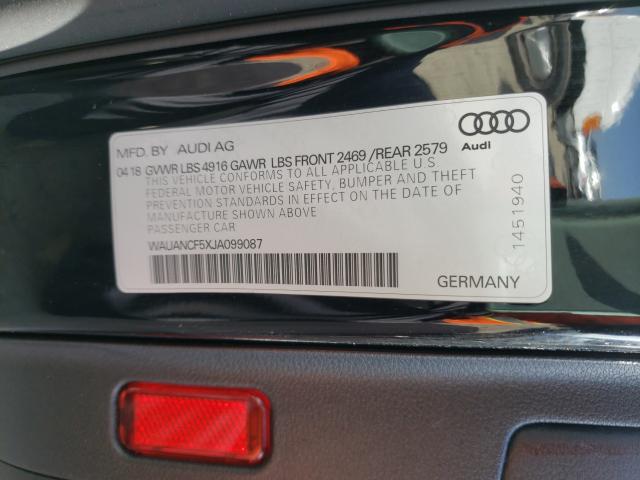 MFD. BY AUDI AG
04 18 GVWR LBS 4916 GAWR LBS FRONT 2469 / REAR 2579
THIS VEHICLE CONFORMS TO ALL APPLICABLE U S
FEDERAL MOTOR VEHICLE SAFETY, BUMPER AND THEFT
PREVENTION STANDARDS IN EFFECT ON THE DATE OF
MANUFACTURE SHOWN ABOVE
PASSENGER CAR
WAUANCF5XJA099087
Audi
1451940
GERMANY